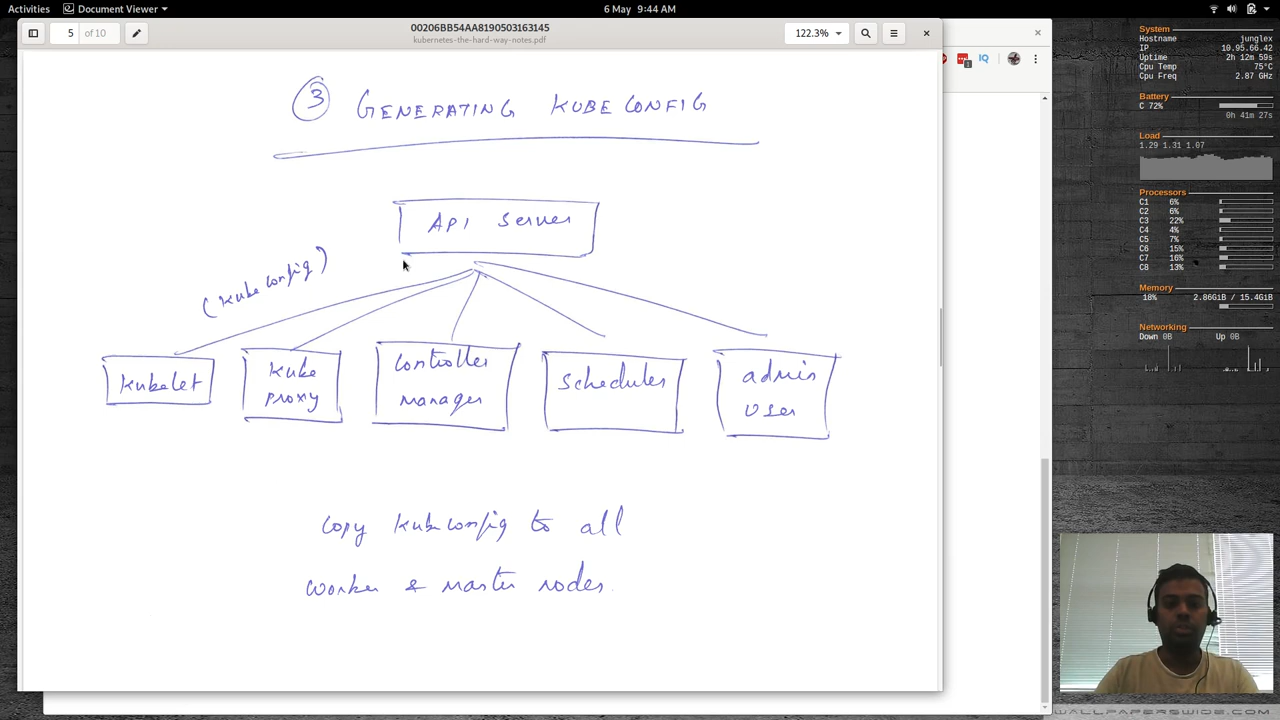 Activities
Document Viewer
6 May 9:44 AM
5 of 10
00206BB54AA8190503163145
kubernetes-the-hard-way-notes.pdf
122.3%
3 GENERATING KUBECONFIG
Api Server
(kubeconfig)
kubelet
kube
proxy
Controller
manager
Scheduler
admin
User
copy kubeconfig to all
worker & master nodes
IQ
1
System
Hostname junglex
IP 10.95.66.42
Uptime 2h 12m 59s
Cpu Temp 75°C
Cpu Freq 2.87 GHz
Battery
C 72%
0h 41m 27s
Load
1.29 1.31 1.07
Processors
C1 6%
C2 6%
C3 22%
C4 4%
C5 7%
C6 15%
C7 16%
C8 13%
Memory
18% 2.86GiB / 15.4GiB
Networking
Down 0B Up 0B
WALLPAPERSWIDE.COM